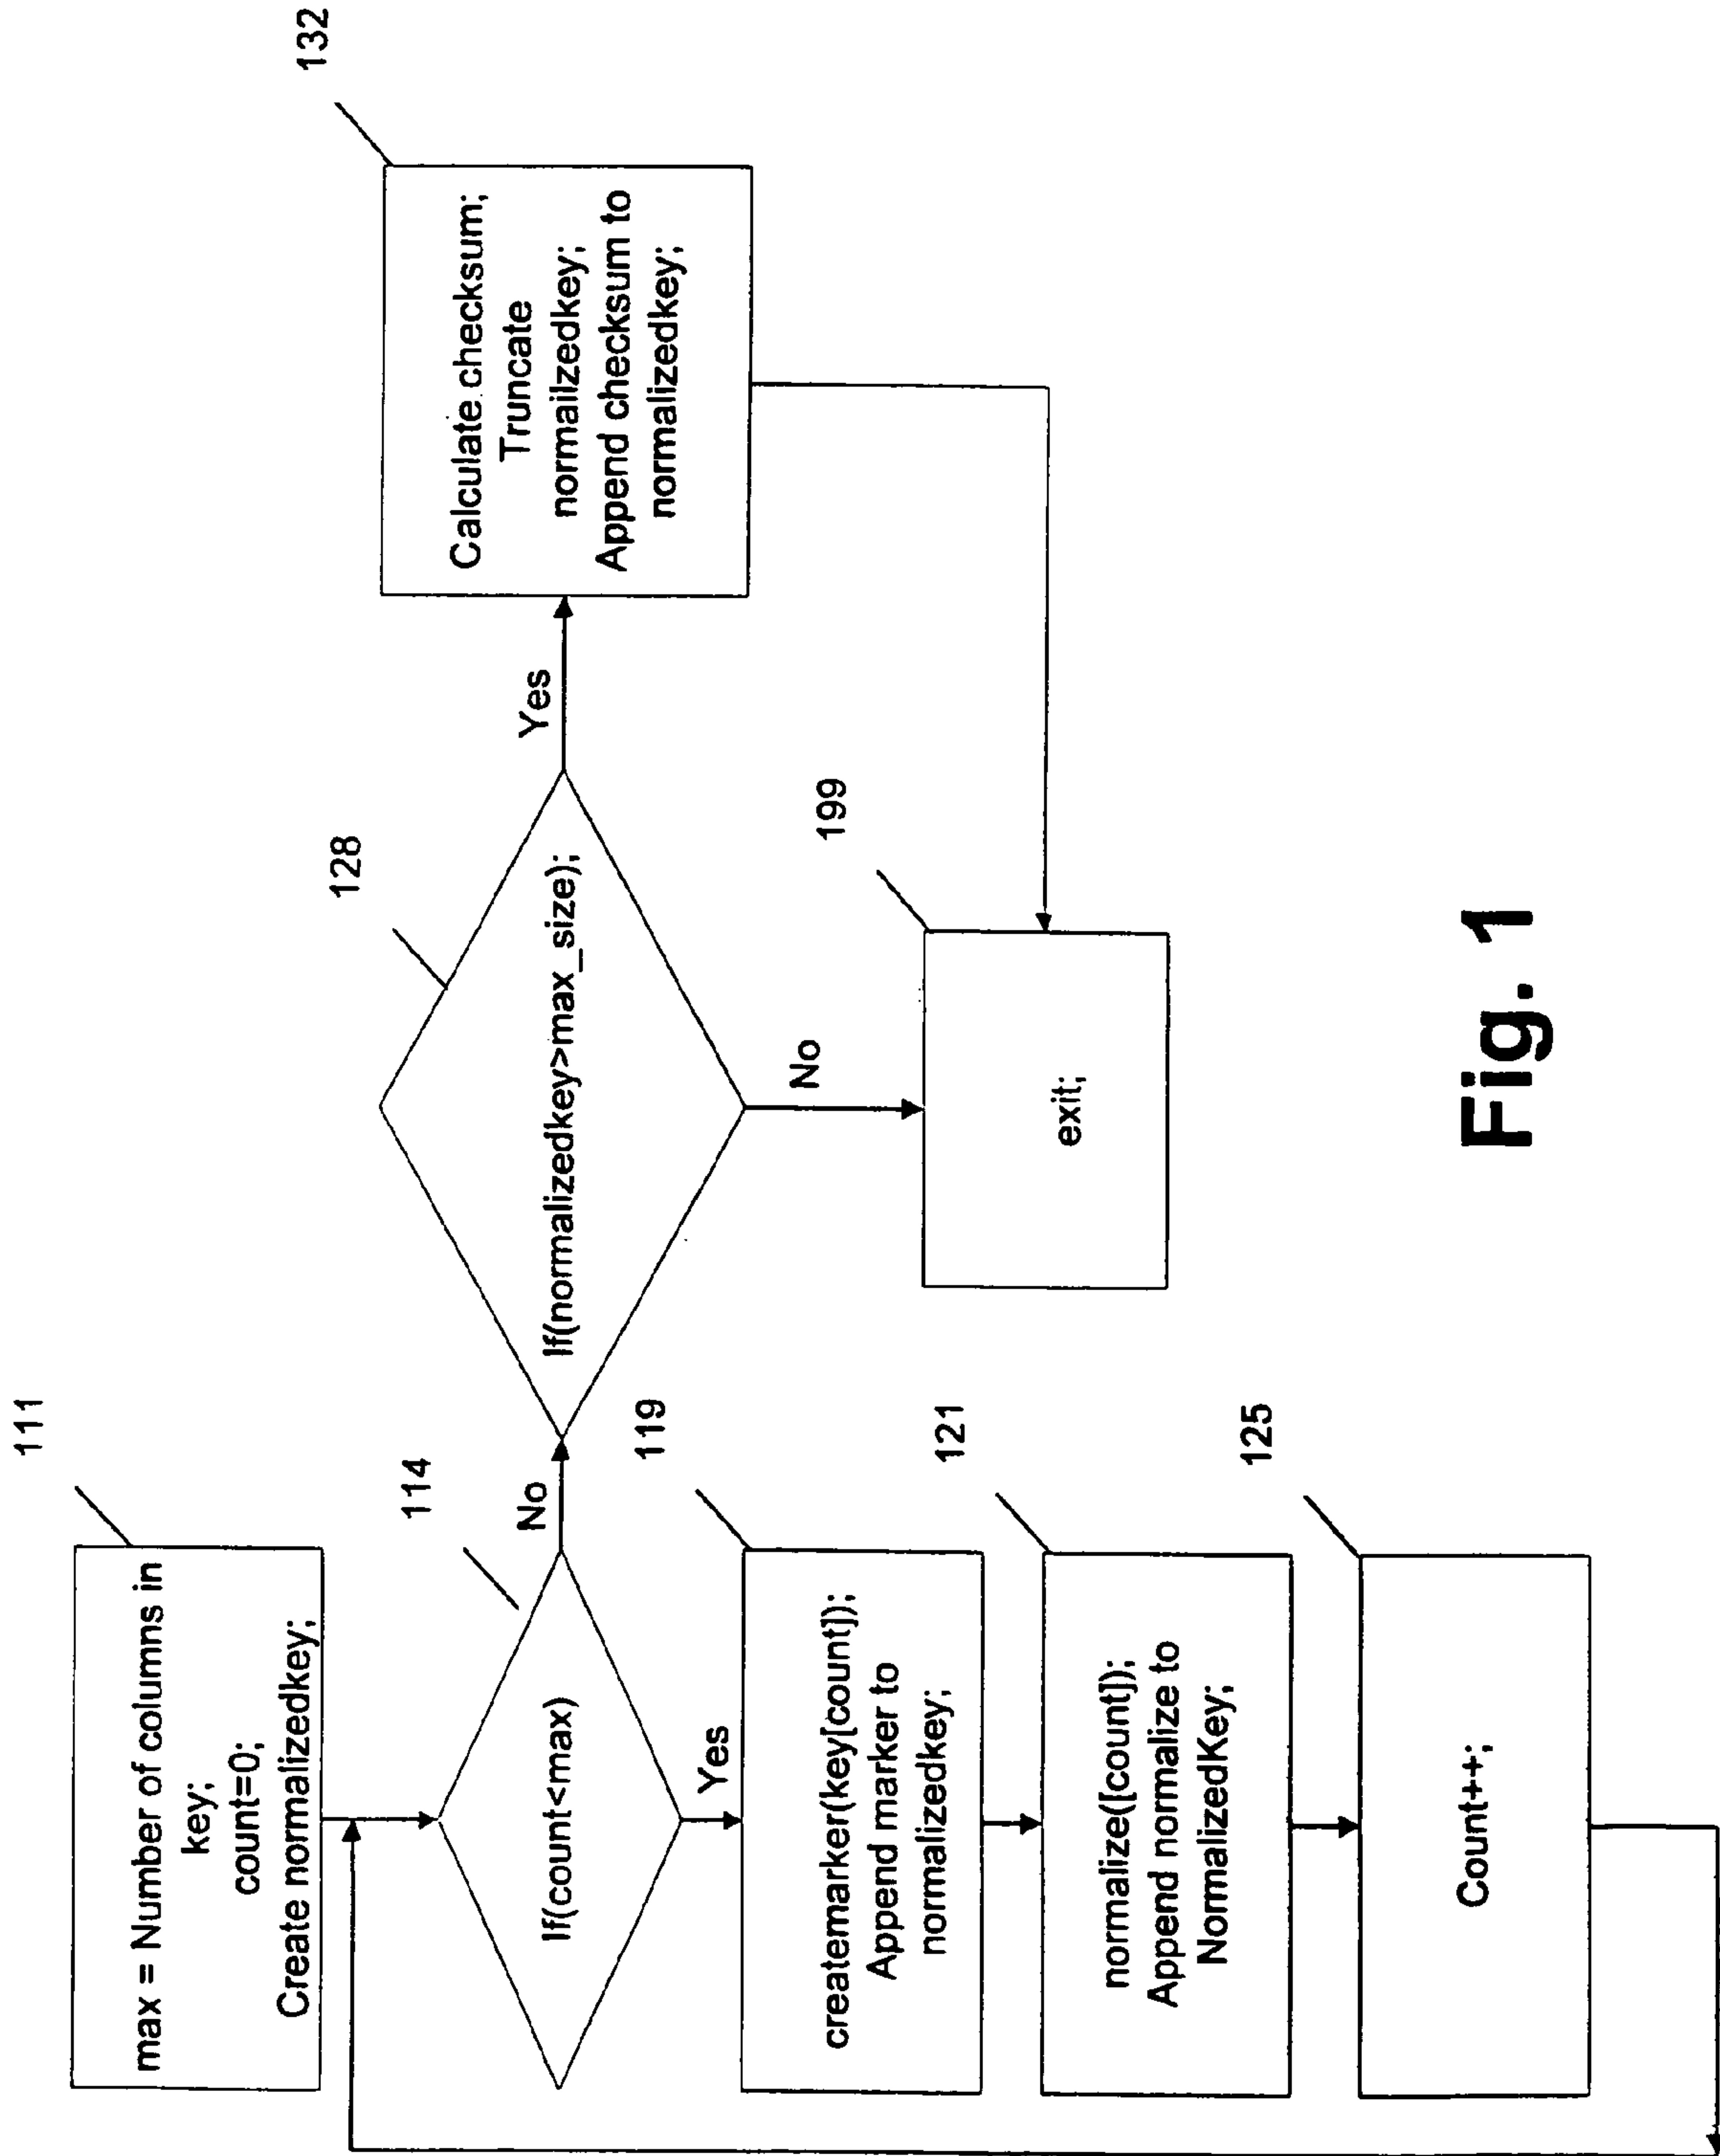 111
max = Number of columns in
key;
count=0;
Create normalizedkey;
114
If(count<max)
No
Yes
119
createmarker(key[count]);
Append marker to
normalizedkey;
121
normalize([count]);
Append normalize to
NormalizedKey;
125
Count++;
128
If(normalizedkey>max_size);
Yes
No
132
Calculate checksum;
Truncate
normailzedkey;
Append checksum to
normalizedkey;
199
exit;
Fig. 1